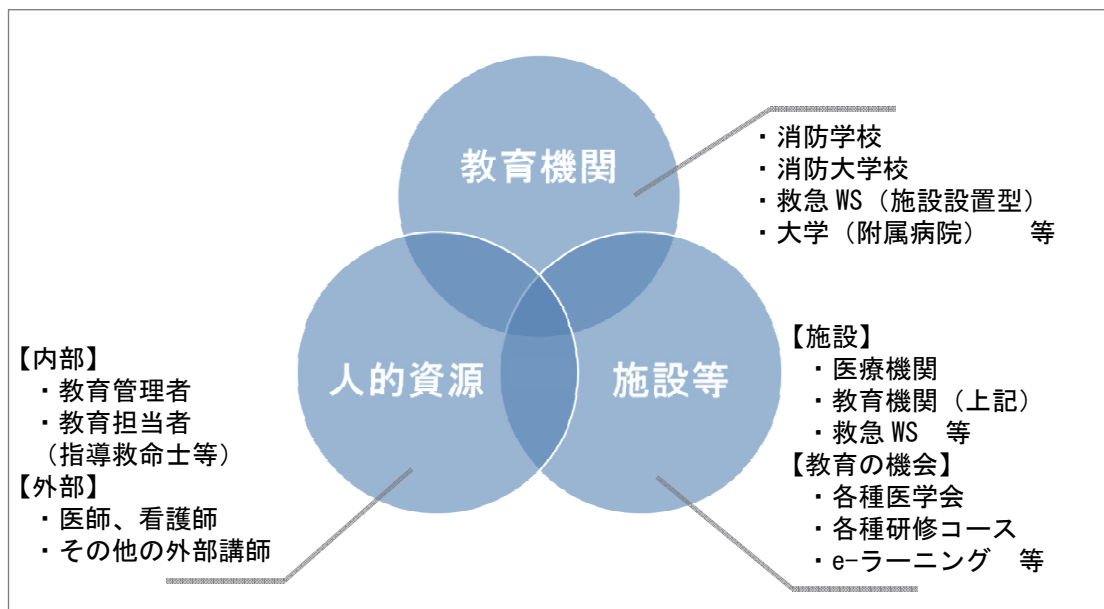 教育機関
・消防学校
・消防大学校
・救急 WS（施設設置型）
・大学（附属病院）　　等
人的資源
【内部】
・教育管理者
・教育担当者
（指導救命士等）
【外部】
・医師、看護師
・その他の外部講師
施設等
【施設】
・医療機関
・教育機関（上記）
・救急 WS　等
【教育の機会】
・各種医学会
・各種研修コース
・e-ラーニング　等